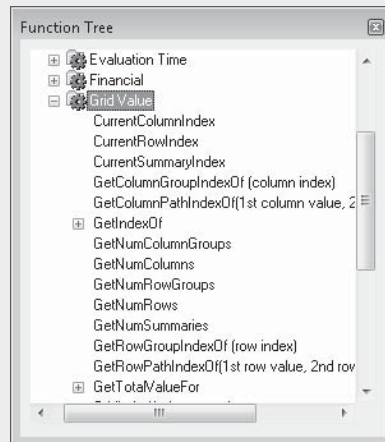 Function Tree
Evaluation Time
Financial
Grid Value
CurrentColumnIndex
CurrentRowIndex
CurrentSummaryIndex
GetColumnGroupIndexOf (column index)
GetColumnPathIndexOf(1st column value, 2
GetIndexOf
GetNumColumnGroups
GetNumColumns
GetNumRowGroups
GetNumRows
GetNumSummaries
GetRowGroupIndexOf (row index)
GetRowPathIndexOf(1st row value, 2nd row
GetTotalValueFor